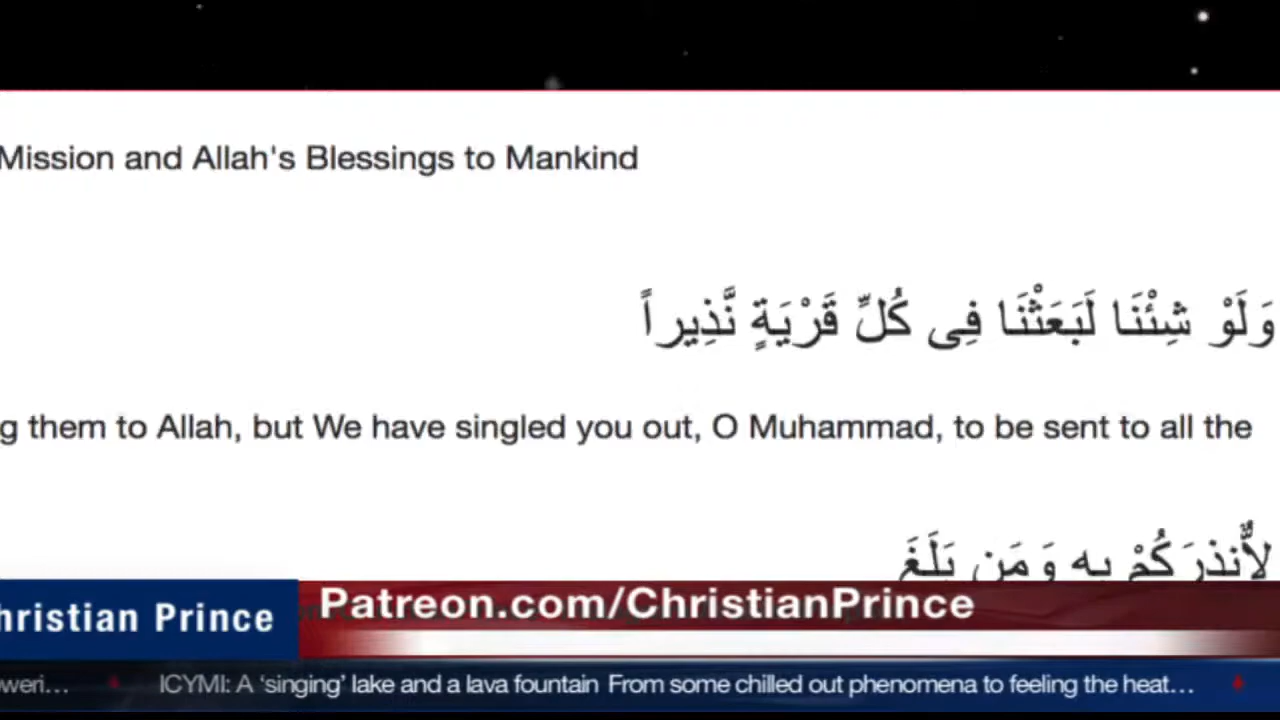 Mission and Allah's Blessings to Mankind
وَلَوْ شِئْنَا لَبَعَثْنَا فِى كُلِّ قَرْيَةٍ نَّذِيراً
g them to Allah, but We have singled you out, O Muhammad, to be sent to all the
لاٌّنذِرَكُمْ بِهِ وَمَن بَلَغَ
hristian Prince
Patreon.com/ChristianPrince
weri... ICYMI: A ‘singing’ lake and a lava fountain From some chilled out phenomena to feeling the heat...